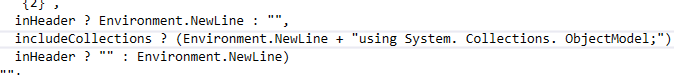 {2} ,
inHeader ? Environment.NewLine : "",
includeCollections ? (Environment.NewLine + "using System. Collections. ObjectModel;")
inHeader ? "" : Environment.NewLine)
"";